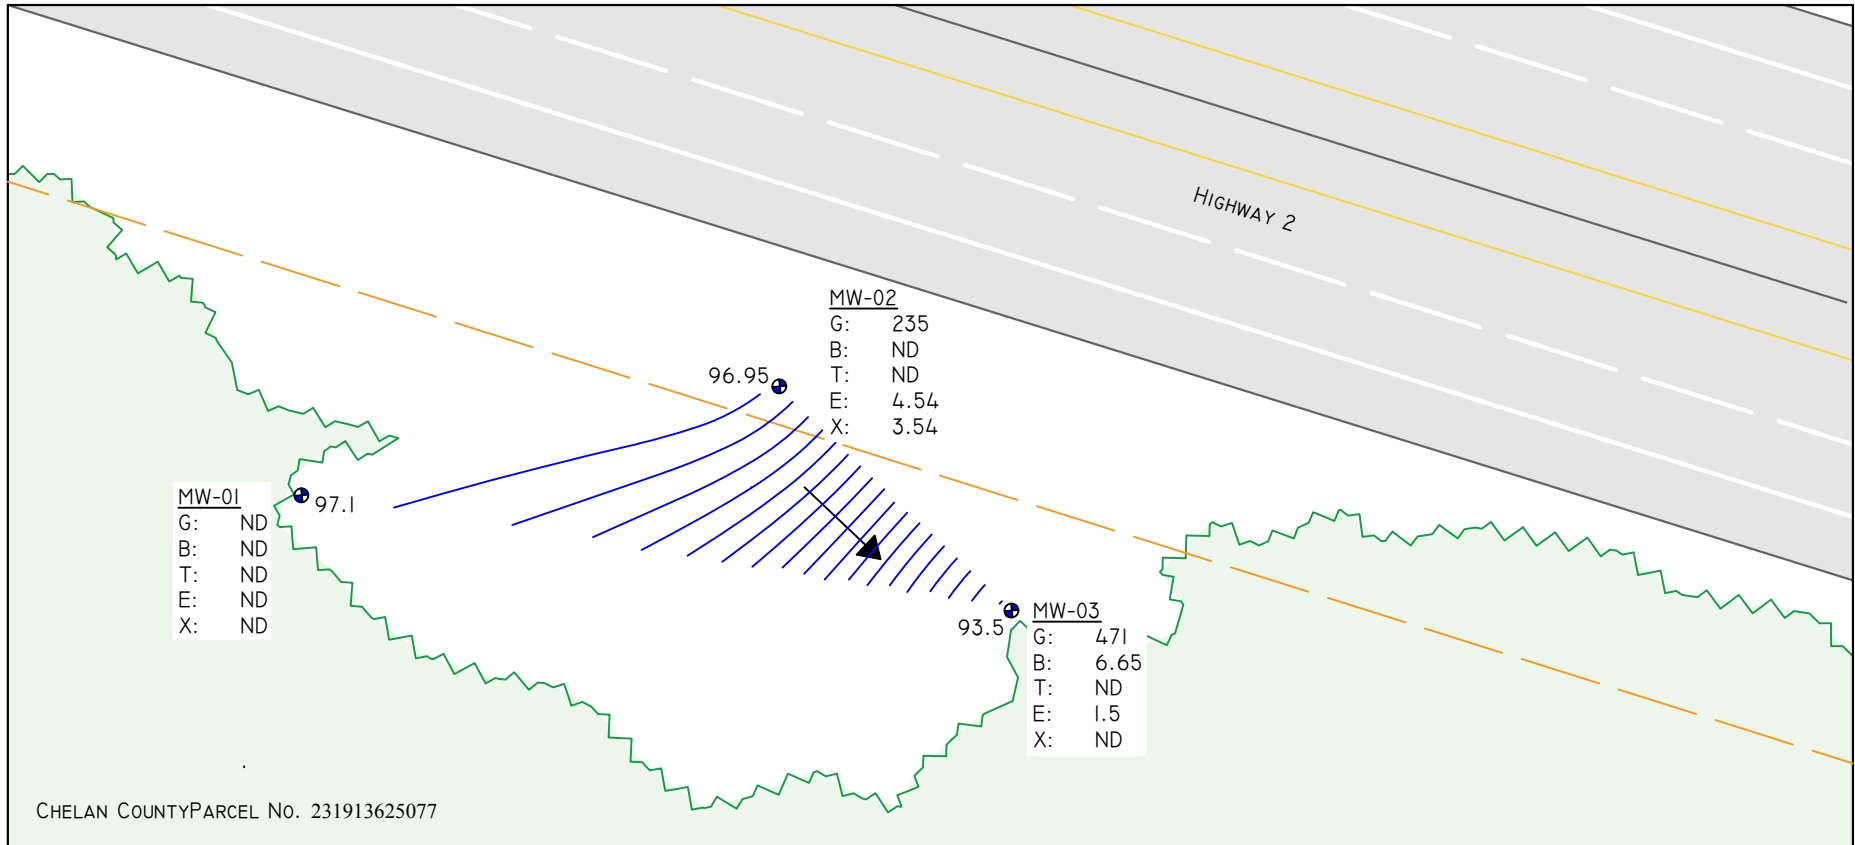 HIGHWAY 2
MW-02
G: 235
B: ND
T: ND
E: 4.54
X: 3.54
96.95
MW-01
G: ND
B: ND
T: ND
E: ND
X: ND
97.1
93.5
MW-03
G: 471
B: 6.65
T: ND
E: 1.5
X: ND
CHELAN COUNTYPARCEL NO. 231913625077